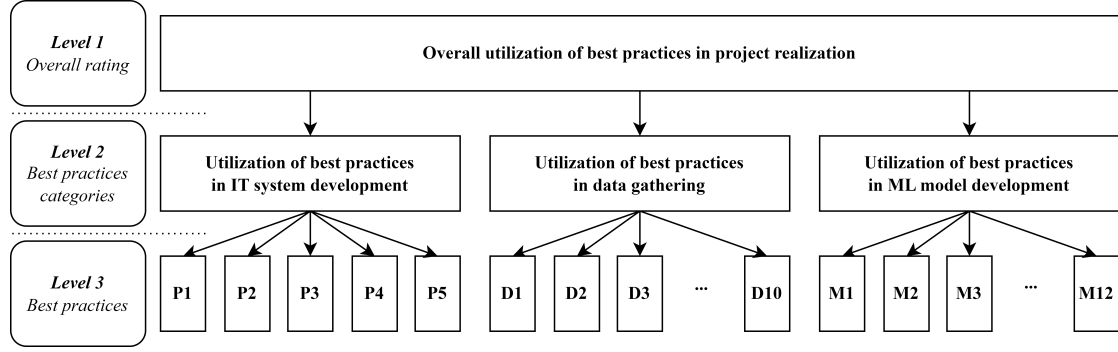 Level 1
Overall rating
Overall utilization of best practices in project realization
Level 2
Best practices
categories
Utilization of best practices
in IT system development
Utilization of best practices
in data gathering
Utilization of best practices
in ML model development
Level 3
Best practices
P1
P2
P3
P4
P5
D1
D2
D3
...
D10
M1
M2
M3
...
M12